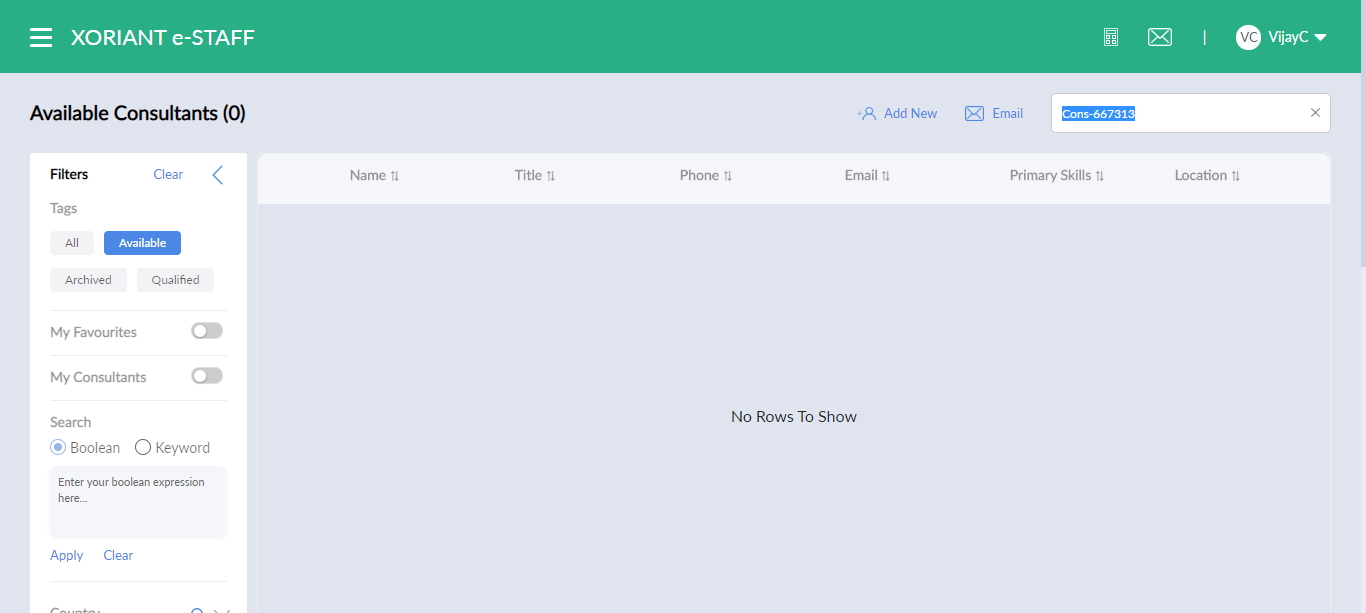 XORIANT e-STAFF
VC VijayC
Available Consultants (0)
Add New
Email
Cons-667313
Filters
Clear
Name
Title
Phone
Email
Primary Skills
Location
Tags
All
Available
Archived
Qualified
My Favourites
My Consultants
No Rows To Show
Search
Boolean
Keyword
Enter your boolean expression
here...
Apply
Clear
Country